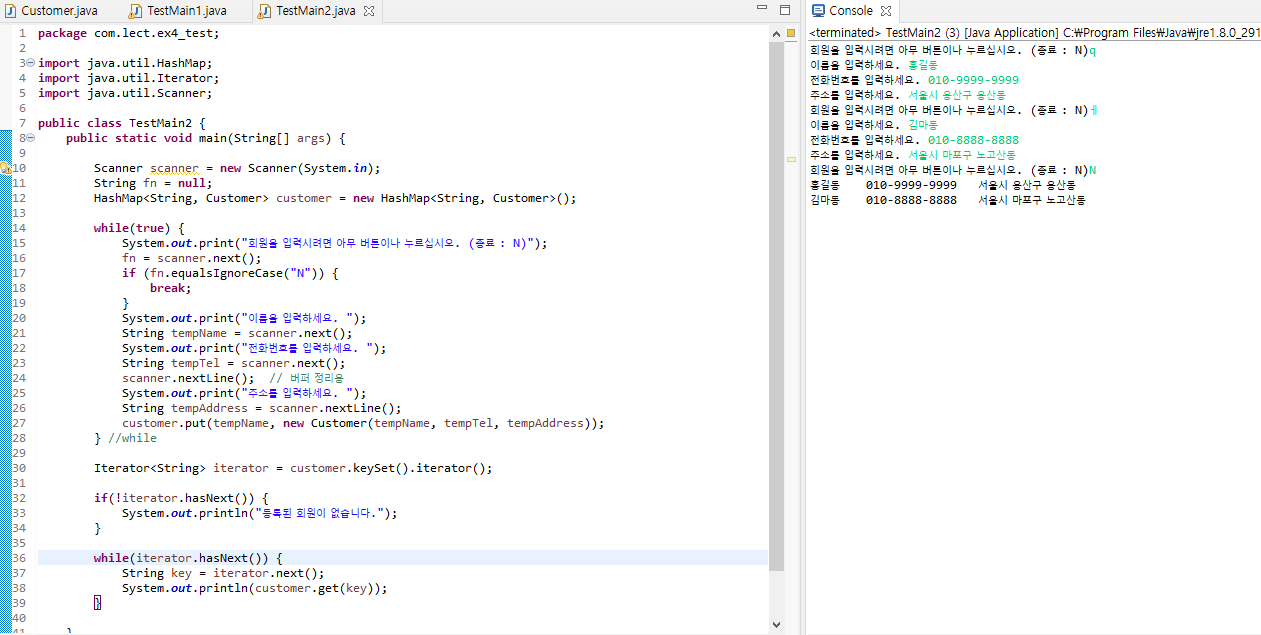 Customer.java TestMain1.java TestMain2.java
1 package com.lect.ex4_test;
2
3 import java.util.HashMap;
4 import java.util.Iterator;
5 import java.util.Scanner;
6
7 public class TestMain2 {
8 public static void main(String[] args) {
9
10 Scanner scanner = new Scanner(System.in);
11 String fn = null;
12 HashMap<String, Customer> customer = new HashMap<String, Customer>();
13
14 while(true) {
15 System.out.print("회원을 입력시려면 아무 버튼이나 누르십시오. (종료 : N)");
16 fn = scanner.next();
17 if (fn.equalsIgnoreCase("N")) {
18 break;
19 }
20 System.out.print("이름을 입력하세요. ");
21 String tempName = scanner.next();
22 System.out.print("전화번호를 입력하세요. ");
23 String tempTel = scanner.next();
24 scanner.nextLine(); // 버퍼 정리용
25 System.out.print("주소를 입력하세요. ");
26 String tempAddress = scanner.nextLine();
27 customer.put(tempName, new Customer(tempName, tempTel, tempAddress));
28 } //while
29
30 Iterator<String> iterator = customer.keySet().iterator();
31
32 if(!iterator.hasNext()) {
33 System.out.println("등록된 회원이 없습니다.");
34 }
35
36 while(iterator.hasNext()) {
37 String key = iterator.next();
38 System.out.println(customer.get(key));
39 }
40
41 }
Console
<terminated> TestMain2 (3) [Java Application] C:₩Program Files₩Java₩jre1.8.0_291
회원을 입력시려면 아무 버튼이나 누르십시오. (종료 : N)q
이름을 입력하세요. 홍길동
전화번호를 입력하세요. 010-9999-9999
주소를 입력하세요. 서울시 용산구 용산동
회원을 입력시려면 아무 버튼이나 누르십시오. (종료 : N)ㅔ
이름을 입력하세요. 김마동
전화번호를 입력하세요. 010-8888-8888
주소를 입력하세요. 서울시 마포구 노고산동
회원을 입력시려면 아무 버튼이나 누르십시오. (종료 : N)N
홍길동 010-9999-9999 서울시 용산구 용산동
김마동 010-8888-8888 서울시 마포구 노고산동